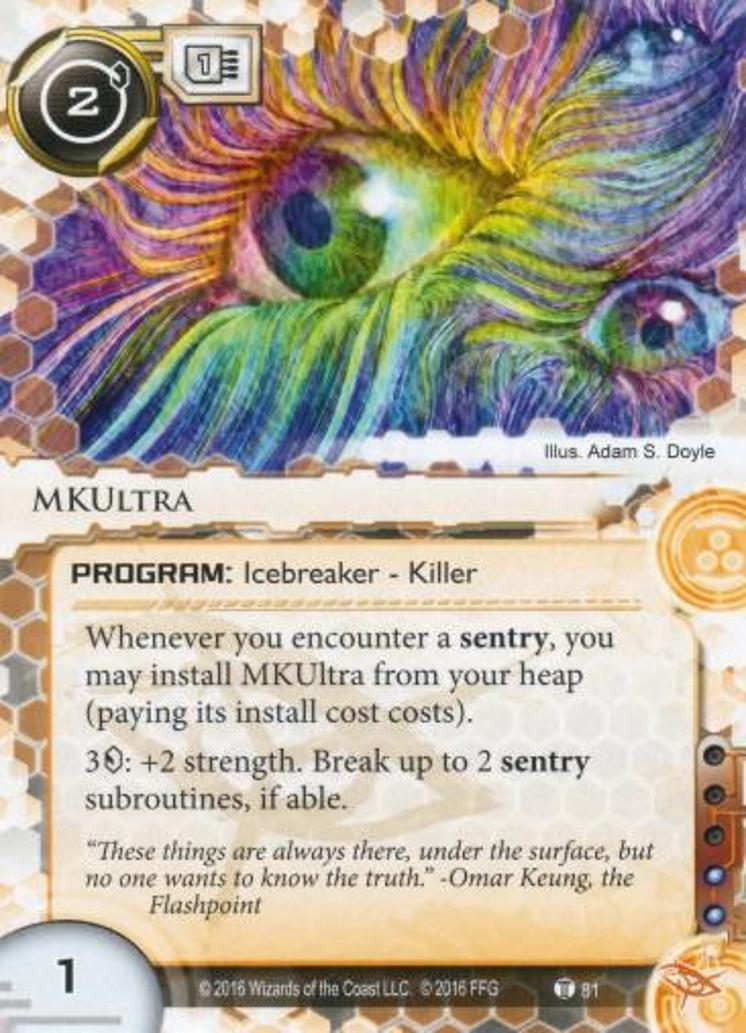 2
1
Illus. Adam S. Doyle
MKULTRA
PROGRAM: Icebreaker - Killer
Whenever you encounter a sentry, you
may install MKUltra from your heap
(paying its install cost costs).
3: +2 strength. Break up to 2 sentry
subroutines, if able.
“These things are always there, under the surface, but
no one wants to know the truth.” -Omar Keung, the
Flashpoint
1
© 2016 Wizards of the Coast LLC. © 2016 FFG
81